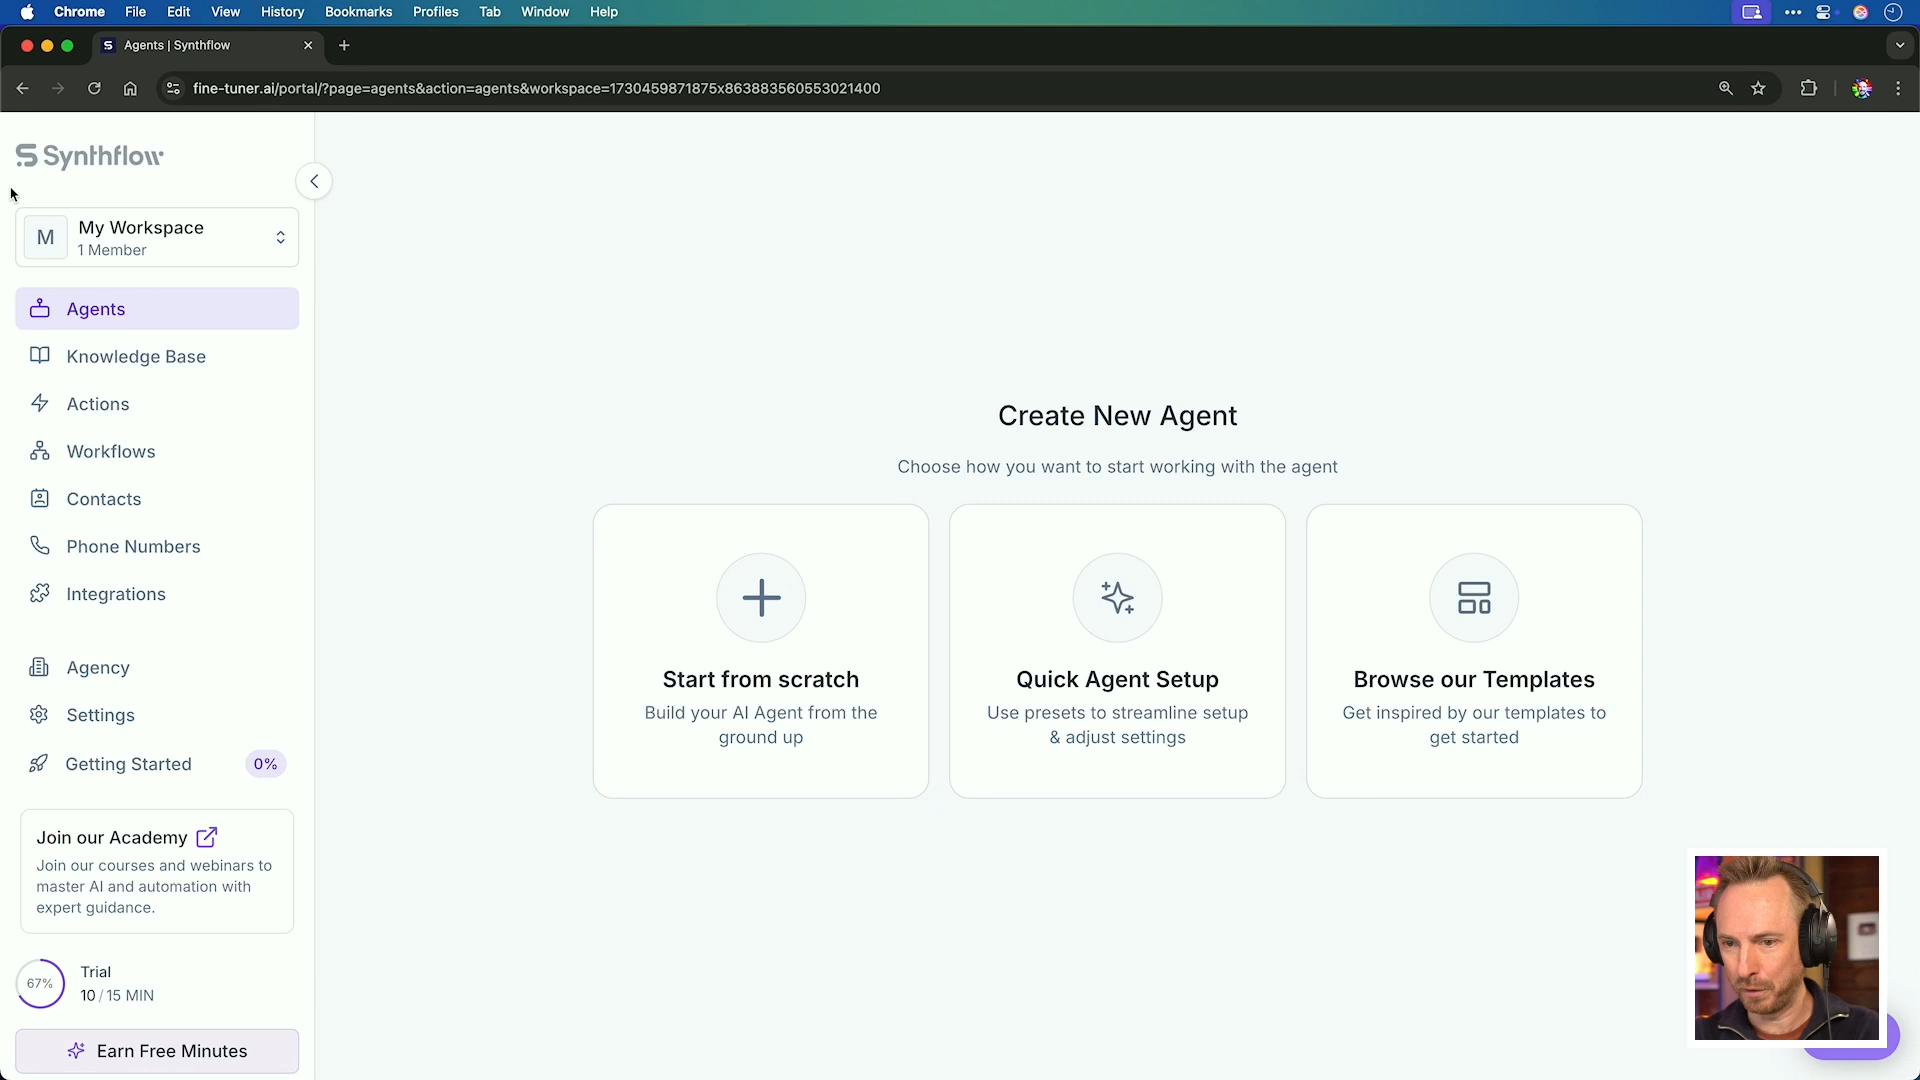 Chrome File Edit View History Bookmarks Profiles Tab Window Help
S Agents | Synthflow
fine-tuner.ai/portal/?page=agents&action=agents&workspace=1730459871875x863883560553021400
Synthflow
M
My Workspace
1 Member
Agents
Knowledge Base
Actions
Workflows
Contacts
Phone Numbers
Integrations
Agency
Settings
Getting Started 0%
Join our Academy
Join our courses and webinars to
master AI and automation with
expert guidance.
67%
Trial
10 / 15 MIN
Earn Free Minutes
Create New Agent
Choose how you want to start working with the agent
Start from scratch
Build your AI Agent from the
ground up
Quick Agent Setup
Use presets to streamline setup
& adjust settings
Browse our Templates
Get inspired by our templates to
get started